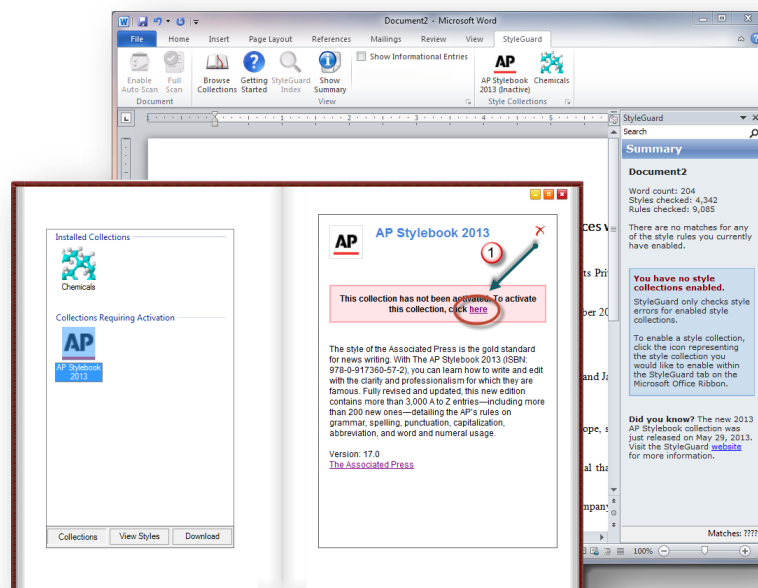 Document2 - Microsoft Word
File Home Insert Page Layout References Mailings Review View StyleGuard
Enable Auto Scan
Full Scan
Document
Browse Collections
Getting Started
StyleGuard Index
Show Summary
Show Informational Entries
View
AP
AP Stylebook 2013 (Inactive)
Chemicals
Style Collections
1 2 3 4 5
StyleGuard
Search
Summary
Document2
Word count: 204
Styles checked: 4,342
Rules checked: 9,085
There are no matches for any
of the style rules you currently
have enabled.
You have no style
collections enabled.
StyleGuard only checks style
errors for enabled style
collections.
To enable a style collection,
click the icon representing
the style collection you
would like to enable within
the StyleGuard tab on the
Microsoft Office Ribbon.
Did you know? The new 2013
AP Stylebook collection was
just released on May 29, 2013.
Visit the StyleGuard website
for more information.
Matches: ????
100%
Installed Collections
Chemicals
Collections Requiring Activation
AP
AP Stylebook
2013
Collections View Styles Download
AP
AP Stylebook 2013
1
This collection has not been activated. To activate
this collection, click here
The style of the Associated Press is the gold standard
for news writing. With The AP Stylebook 2013 (ISBN:
978-0-917360-57-2), you can learn how to write and edit
with the clarity and professionalism for which they are
famous. Fully revised and updated, this new edition
contains more than 3,000 A to Z entries—including more
than 200 new ones—detailing the AP's rules on
grammar, spelling, punctuation, capitalization,
abbreviation, and word and numeral usage.
Version: 17.0
The Associated Press